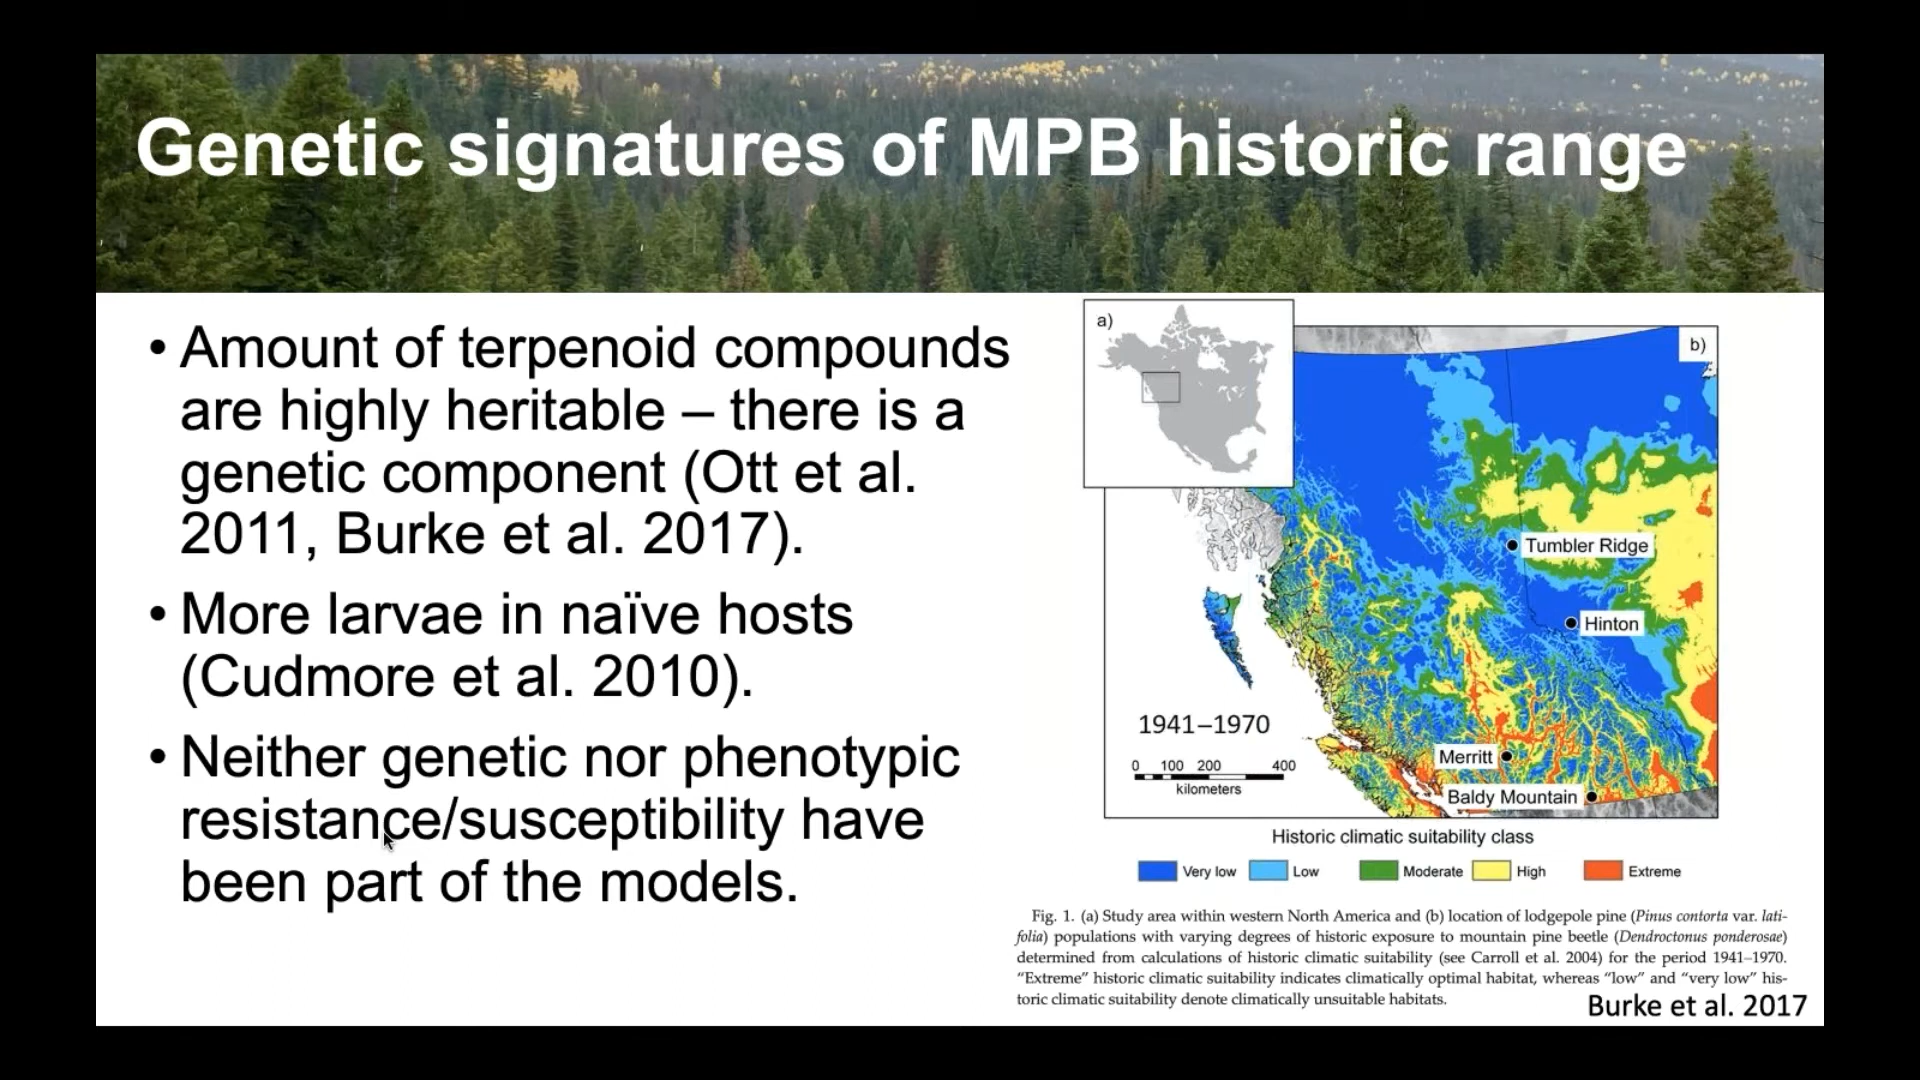 Genetic signatures of MPB historic range
• Amount of terpenoid compounds
are highly heritable – there is a
genetic component (Ott et al.
2011, Burke et al. 2017).
• More larvae in naïve hosts
(Cudmore et al. 2010).
• Neither genetic nor phenotypic
resistance/susceptibility have
been part of the models.
a)
b)
Tumbler Ridge
Hinton
Merritt
Baldy Mountain
1941–1970
0 100 200 400
kilometers
Historic climatic suitability class
Very low Low Moderate High Extreme
Fig. 1. (a) Study area within western North America and (b) location of lodgepole pine (Pinus contorta var. lati-
folia) populations with varying degrees of historic exposure to mountain pine beetle (Dendroctonus ponderosae)
determined from calculations of historic climatic suitability (see Carroll et al. 2004) for the period 1941–1970.
“Extreme” historic climatic suitability indicates climatically optimal habitat, whereas “low” and “very low” his-
toric climatic suitability denote climatically unsuitable habitats.
Burke et al. 2017